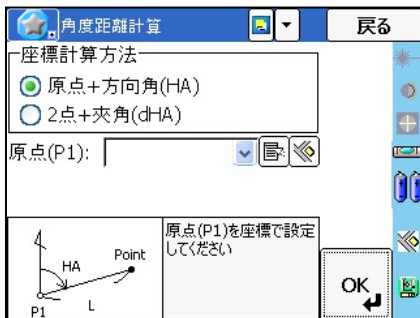 角度距離計算
戻る
座標計算方法
原点+方向角(HA)
2点+夾角(dHA)
原点(P1):
HA
Point
P1
L
原点(P1)を座標で設定
してください
OK